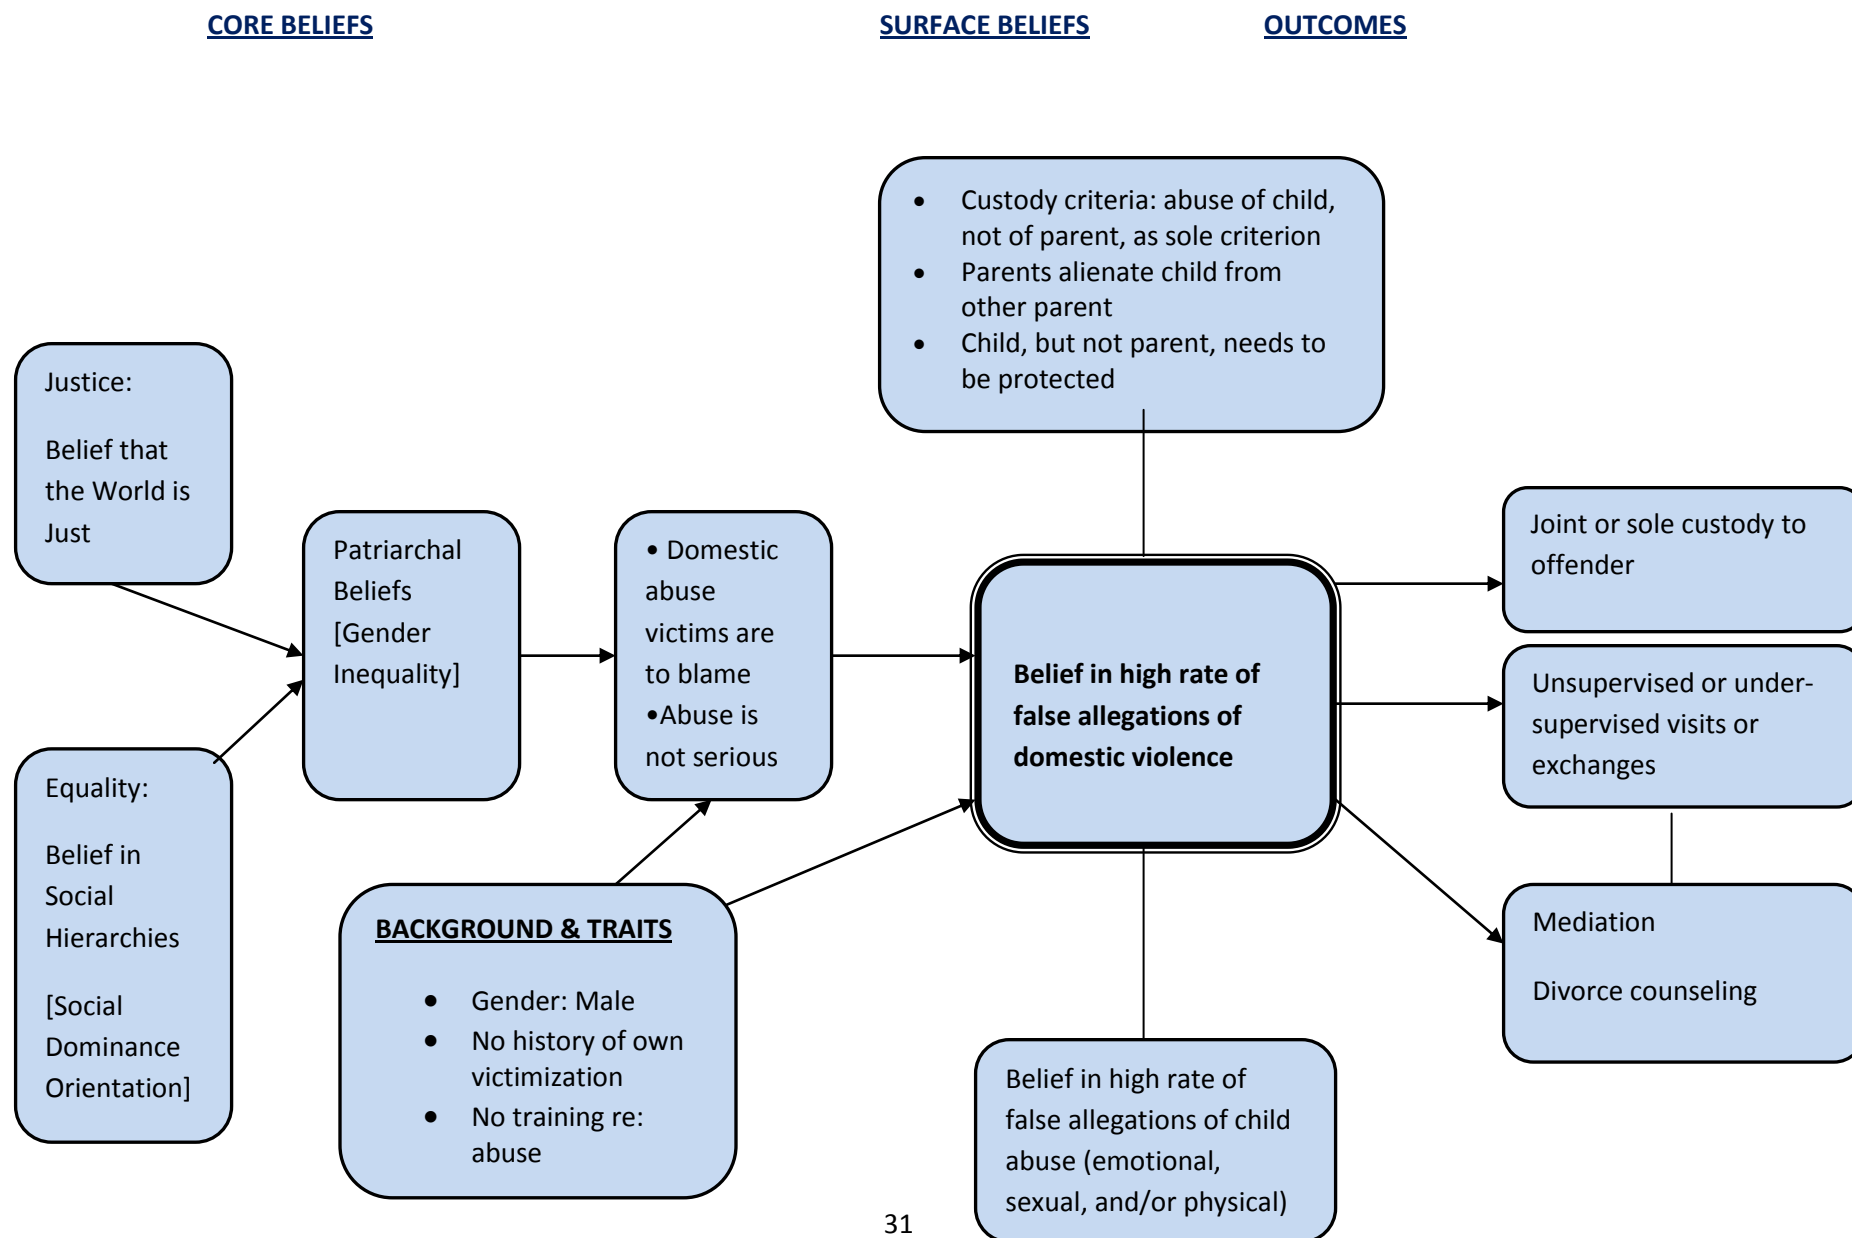 CORE BELIEFS
SURFACE BELIEFS
OUTCOMES
• Custody criteria: abuse of child,
not of parent, as sole criterion
• Parents alienate child from
other parent
• Child, but not parent, needs to
be protected
Justice:
Belief that
the World is
Just
Equality:
Belief in
Social
Hierarchies
[Social
Dominance
Orientation]
Patriarchal
Beliefs
[Gender
Inequality]
• Domestic
abuse
victims are
to blame
•Abuse is
not serious
BACKGROUND & TRAITS
• Gender: Male
• No history of own
victimization
• No training re:
abuse
Belief in high rate of
false allegations of
domestic violence
Belief in high rate of
false allegations of child
abuse (emotional,
sexual, and/or physical)
Joint or sole custody to
offender
Unsupervised or under-
supervised visits or
exchanges
Mediation
Divorce counseling
31